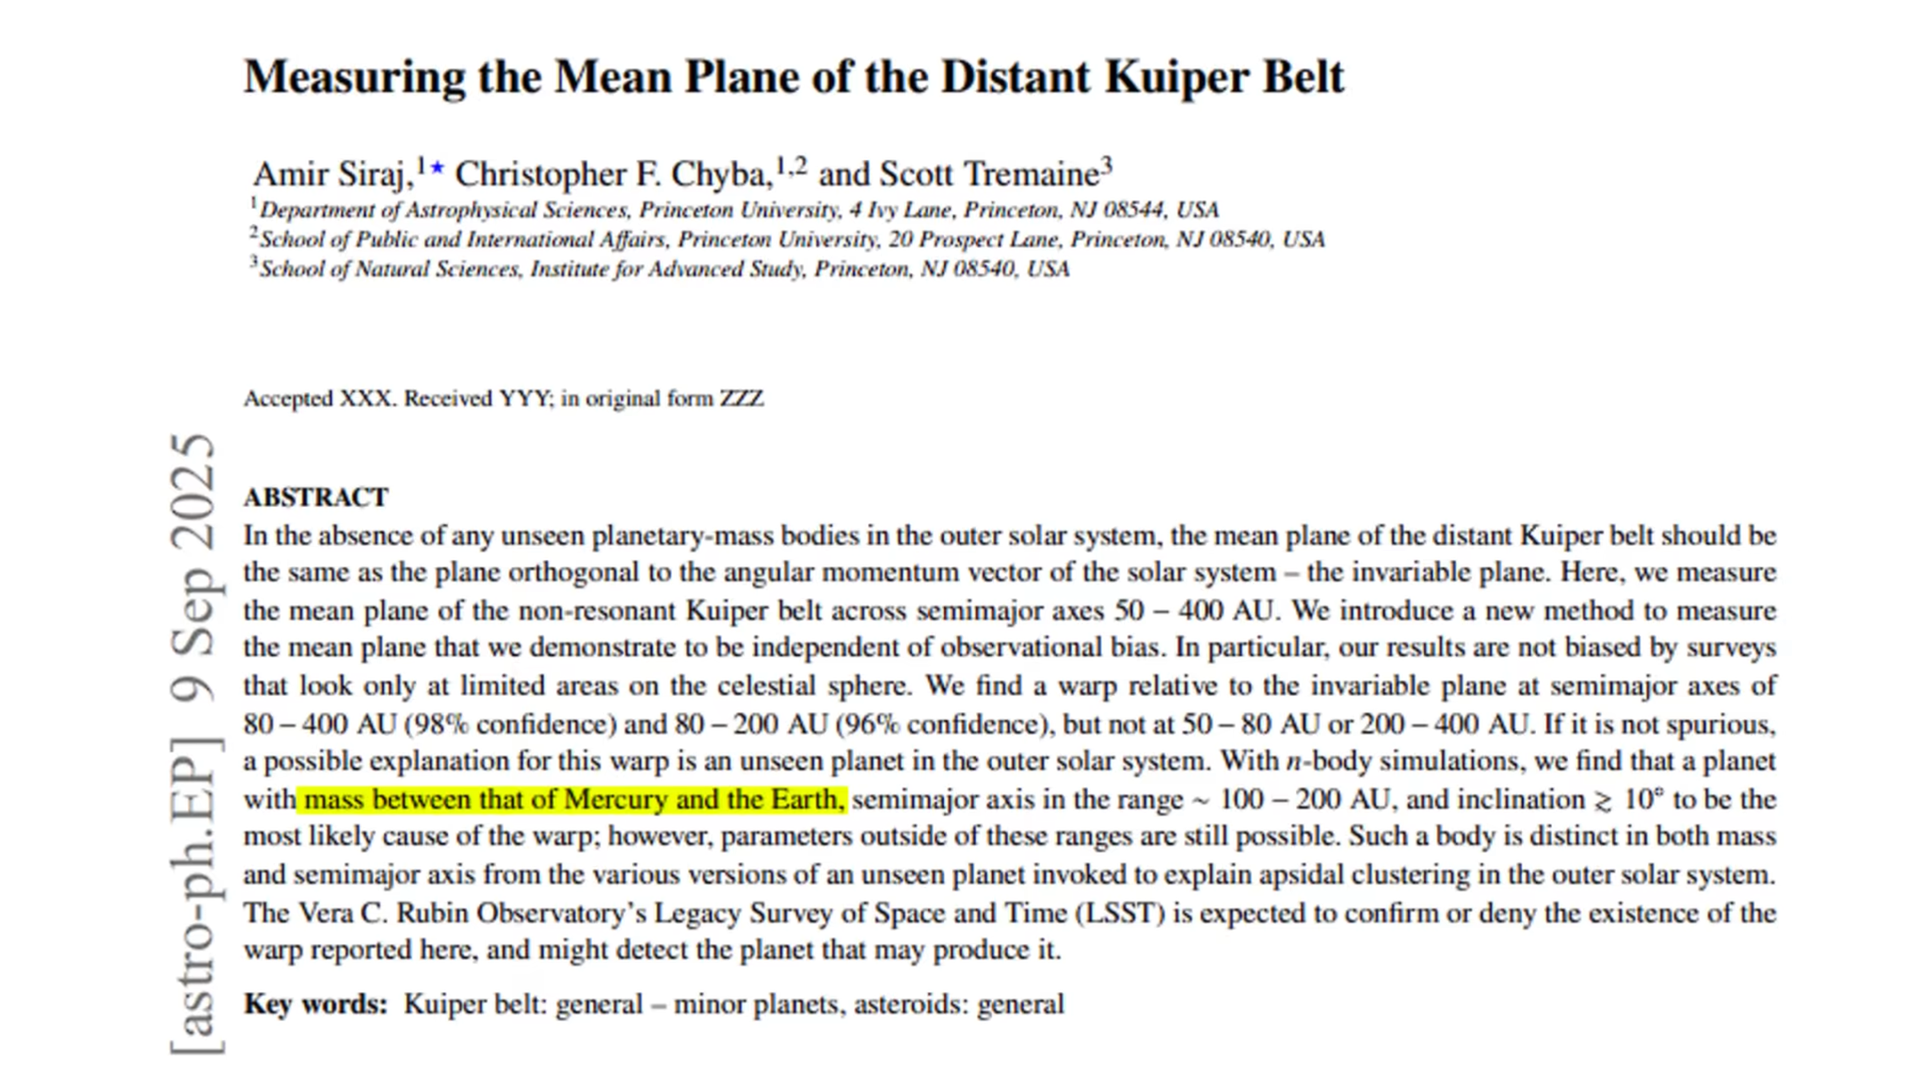 Measuring the Mean Plane of the Distant Kuiper Belt
Amir Siraj,¹★ Christopher F. Chyba,¹,² and Scott Tremaine³
¹Department of Astrophysical Sciences, Princeton University, 4 Ivy Lane, Princeton, NJ 08544, USA
²School of Public and International Affairs, Princeton University, 20 Prospect Lane, Princeton, NJ 08540, USA
³School of Natural Sciences, Institute for Advanced Study, Princeton, NJ 08540, USA
Accepted XXX. Received YYY; in original form ZZZ
[astro-ph.EP] 9 Sep 2025
ABSTRACT
In the absence of any unseen planetary-mass bodies in the outer solar system, the mean plane of the distant Kuiper belt should be
the same as the plane orthogonal to the angular momentum vector of the solar system – the invariable plane. Here, we measure
the mean plane of the non-resonant Kuiper belt across semimajor axes 50 – 400 AU. We introduce a new method to measure
the mean plane that we demonstrate to be independent of observational bias. In particular, our results are not biased by surveys
that look only at limited areas on the celestial sphere. We find a warp relative to the invariable plane at semimajor axes of
80 – 400 AU (98% confidence) and 80 – 200 AU (96% confidence), but not at 50 – 80 AU or 200 – 400 AU. If it is not spurious,
a possible explanation for this warp is an unseen planet in the outer solar system. With n-body simulations, we find that a planet
with mass between that of Mercury and the Earth, semimajor axis in the range ~ 100 – 200 AU, and inclination ≳ 10° to be the
most likely cause of the warp; however, parameters outside of these ranges are still possible. Such a body is distinct in both mass
and semimajor axis from the various versions of an unseen planet invoked to explain apsidal clustering in the outer solar system.
The Vera C. Rubin Observatory's Legacy Survey of Space and Time (LSST) is expected to confirm or deny the existence of the
warp reported here, and might detect the planet that may produce it.
Key words: Kuiper belt: general – minor planets, asteroids: general